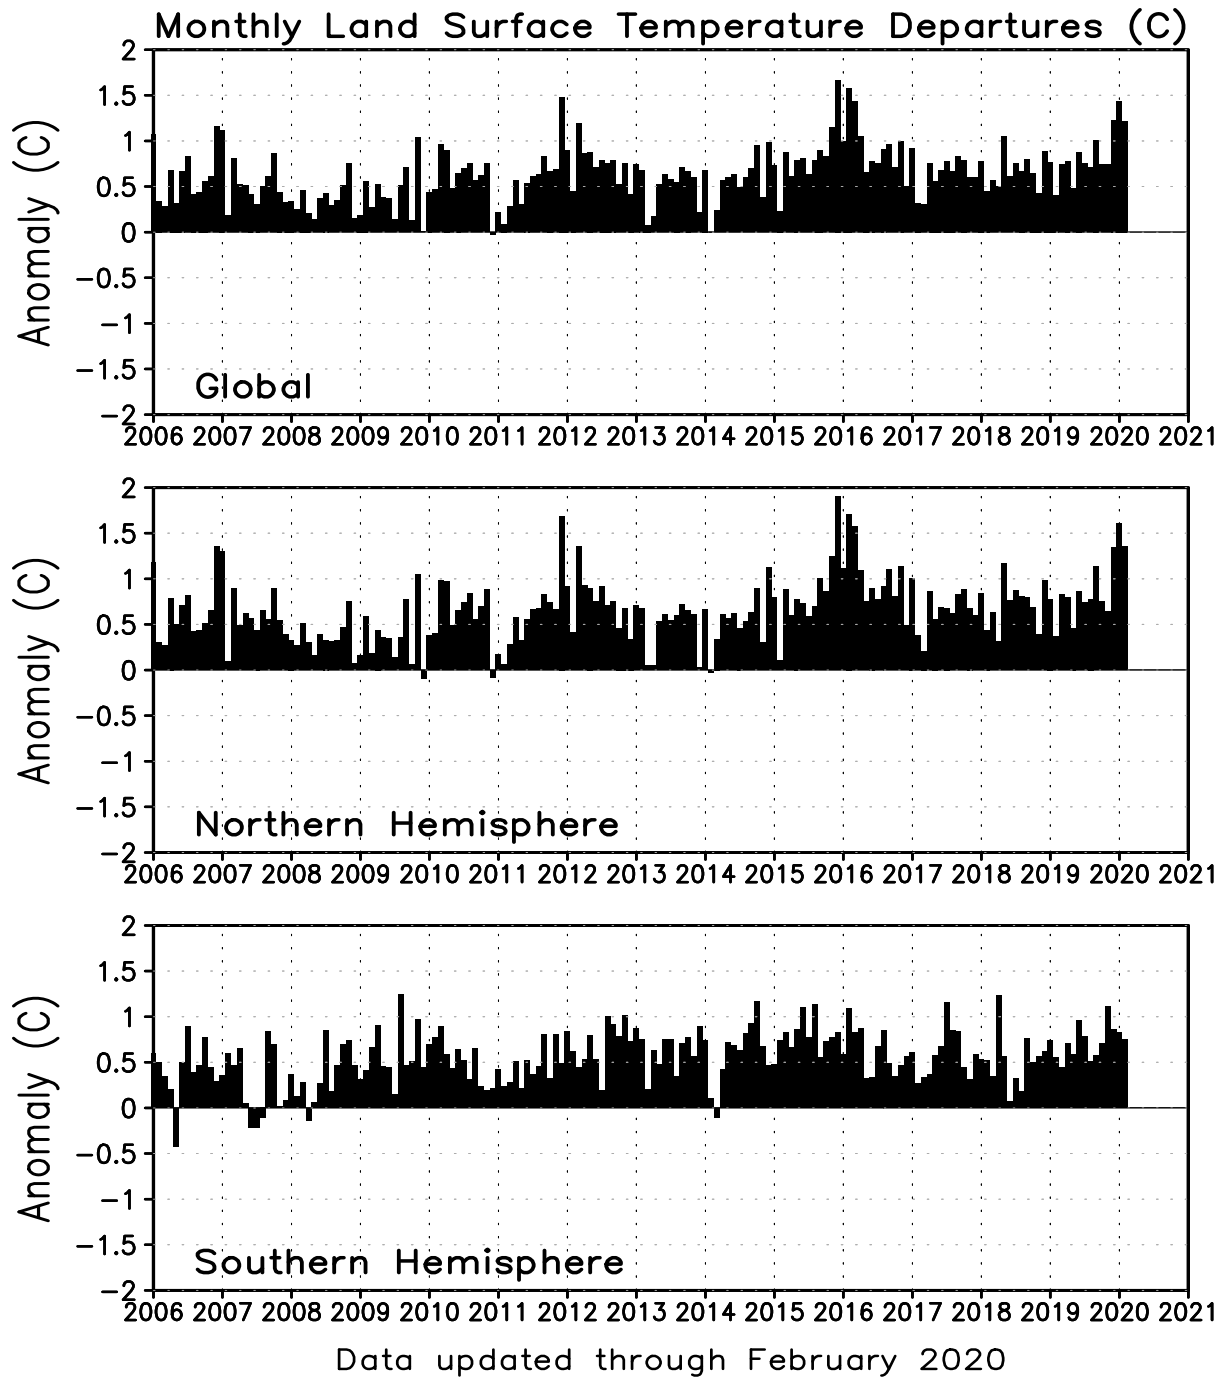 Monthly Land Surface Temperature Departures (C)
Anomaly (C)
2
1.5
1
0.5
0
−0.5
−1
−1.5
−2
Global
2006 2007 2008 2009 2010 2011 2012 2013 2014 2015 2016 2017 2018 2019 2020 2021
Anomaly (C)
2
1.5
1
0.5
0
−0.5
−1
−1.5
−2
Northern Hemisphere
2006 2007 2008 2009 2010 2011 2012 2013 2014 2015 2016 2017 2018 2019 2020 2021
Anomaly (C)
2
1.5
1
0.5
0
−0.5
−1
−1.5
−2
Southern Hemisphere
2006 2007 2008 2009 2010 2011 2012 2013 2014 2015 2016 2017 2018 2019 2020 2021
Data updated through February 2020